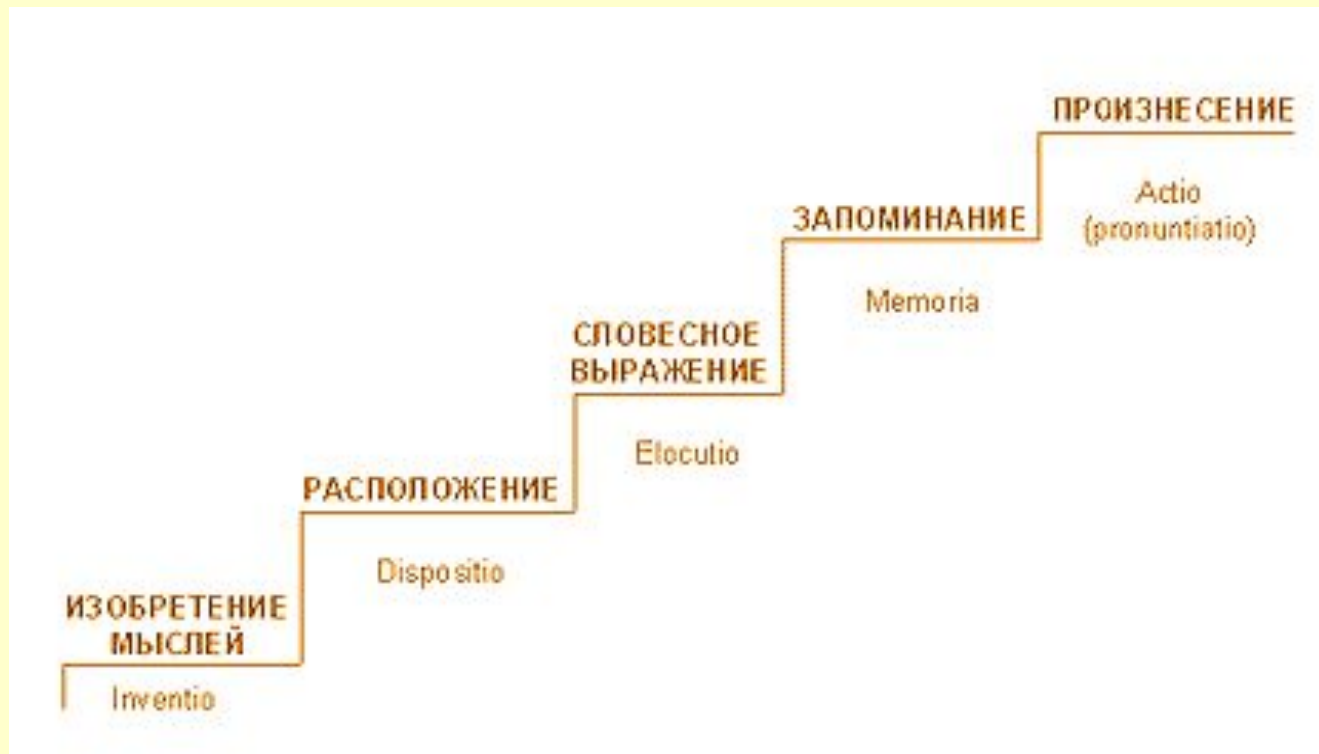 ПРОИЗНЕСЕНИЕ
Actio
(pronuntiatio)
ЗАПОМИНАНИЕ
Memoria
СЛОВЕСНОЕ
ВЫРАЖЕНИЕ
Elocutio
РАСПОЛОЖЕНИЕ
Dispositio
ИЗОБРЕТЕНИЕ
МЫСЛЕЙ
Inventio